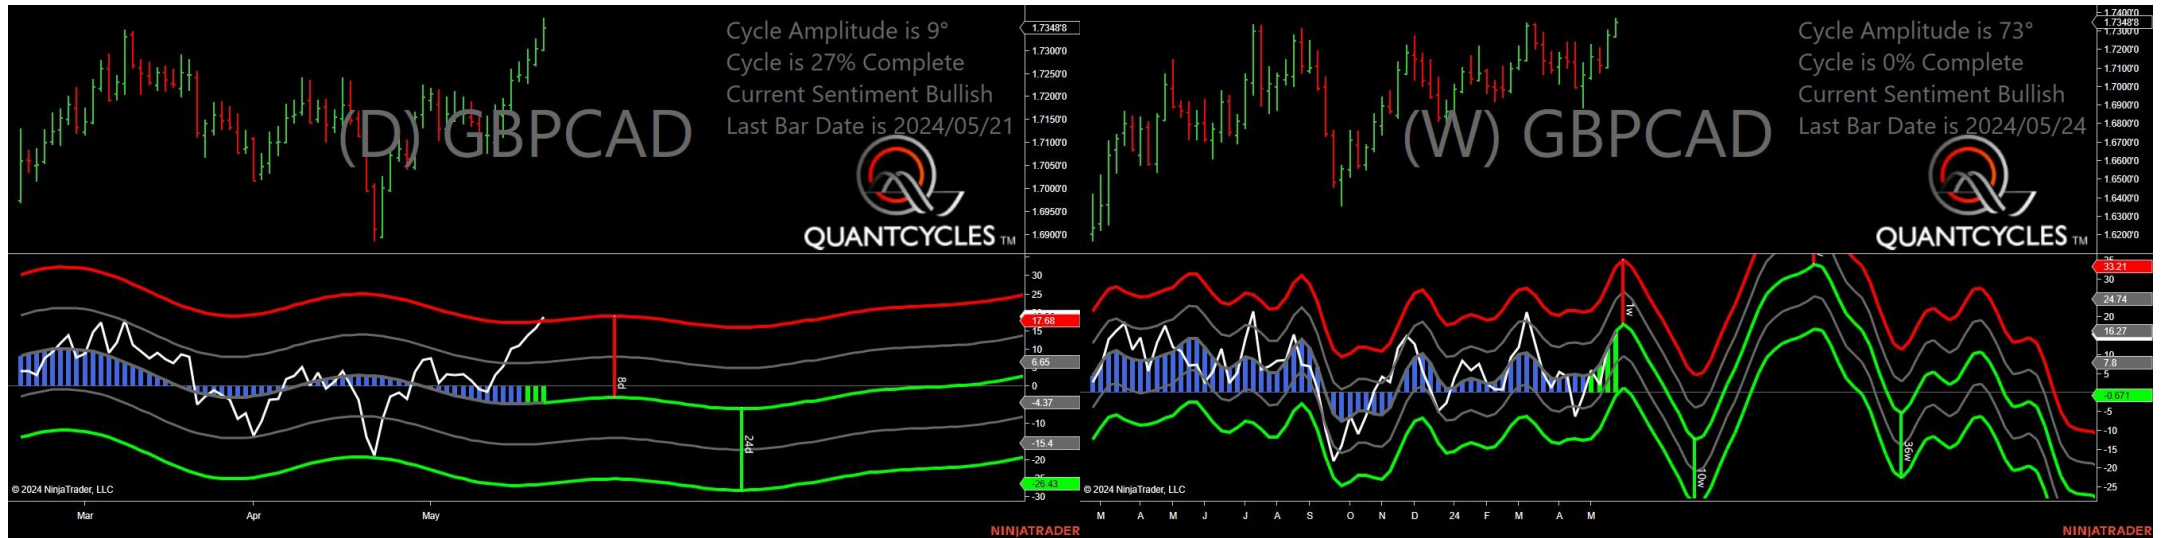 Cycle Amplitude is 9°
Cycle is 27% Complete
Current Sentiment Bullish
Last Bar Date is 2024/05/21
(D) GBPCAD
QUANTCYCLES TM
1.7348'8
1.7300'0
1.7250'0
1.7200'0
1.7150'0
1.7100'0
1.7050'0
1.7000'0
1.6950'0
1.6900'0
30
25
17.68
15
10
6.65
5
0
-4.37
-10
-15.4
-20
-26.43
-30
8d
24d
© 2024 NinjaTrader, LLC
Mar
Apr
May
NINJATRADER
Cycle Amplitude is 73°
Cycle is 0% Complete
Current Sentiment Bullish
Last Bar Date is 2024/05/24
(W) GBPCAD
QUANTCYCLES TM
1.7400'0
1.7348'8
1.7300'0
1.7200'0
1.7100'0
1.7000'0
1.6900'0
1.6800'0
1.6700'0
1.6600'0
1.6500'0
1.6400'0
1.6300'0
1.6200'0
35
33.21
30
24.74
20
16.27
10
7.8
5
-0.671
-5
-10
-15
-20
-25
1w
10w
36w
© 2024 NinjaTrader, LLC
M A M J J A S O N D 24 F M A M
NINJATRADER